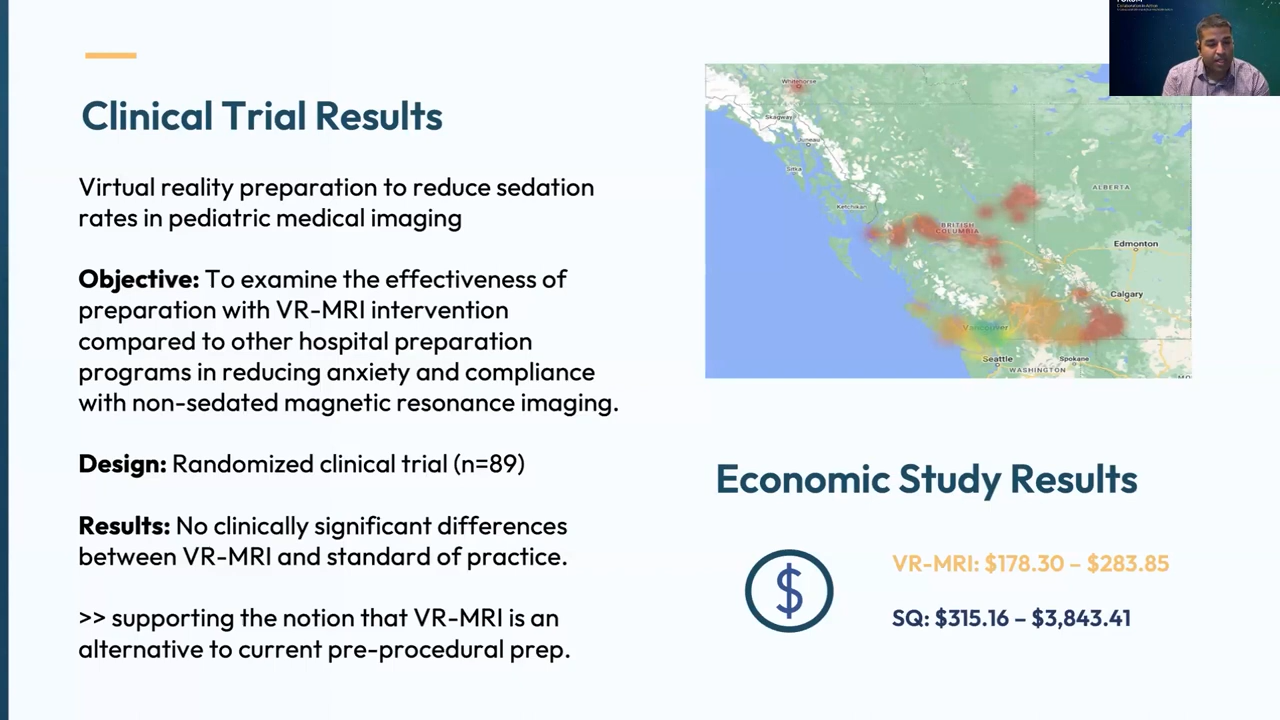 Clinical Trial Results
Virtual reality preparation to reduce sedation
rates in pediatric medical imaging
Objective: To examine the effectiveness of
preparation with VR-MRI intervention
compared to other hospital preparation
programs in reducing anxiety and compliance
with non-sedated magnetic resonance imaging.
Design: Randomized clinical trial (n=89)
Results: No clinically significant differences
between VR-MRI and standard of practice.
>> supporting the notion that VR-MRI is an
alternative to current pre-procedural prep.
Whitehorse
Skagway
Juneau
Sitka
Ketchikan
ALBERTA
BRITISH
COLUMBIA
Edmonton
Calgary
Vancouver
Seattle
Spokane
WASHINGTON
Economic Study Results
$
VR-MRI: $178.30 – $283.85
SQ: $315.16 – $3,843.41